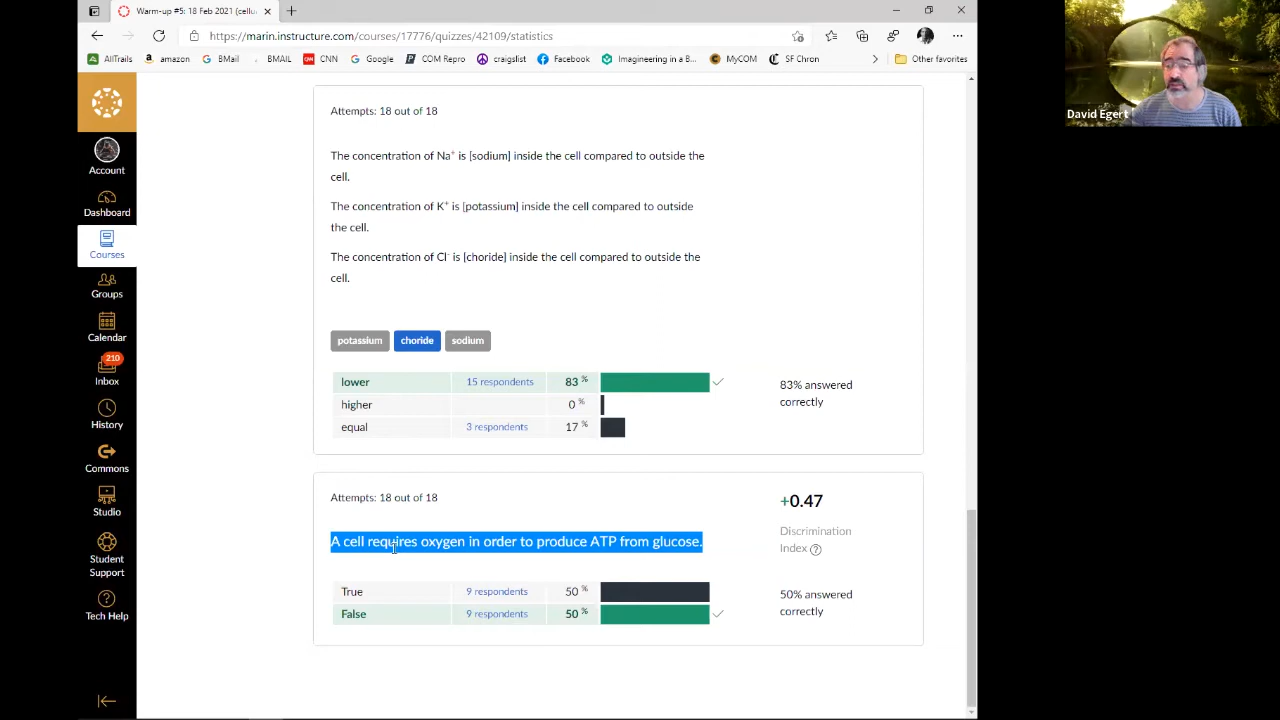 Warm-up #5: 18 Feb 2021 (cellu
https://marin.instructure.com/courses/17776/quizzes/42109/statistics
AllTrails amazon BMail BMAIL CNN Google COM Repro craigslist Facebook Imagineering in a B... MyCOM SF Chron Other favorites
David Egert
Account
Dashboard
Courses
Groups
Calendar
210
Inbox
History
Commons
Studio
Student
Support
Tech Help
Attempts: 18 out of 18
The concentration of Na⁺ is [sodium] inside the cell compared to outside the
cell.
The concentration of K⁺ is [potassium] inside the cell compared to outside
the cell.
The concentration of Cl⁻ is [choride] inside the cell compared to outside the
cell.
potassium choride sodium
lower 15 respondents 83 %
higher 0 %
equal 3 respondents 17 %
83% answered
correctly
Attempts: 18 out of 18
+0.47
Discrimination
Index ?
A cell requires oxygen in order to produce ATP from glucose.
True 9 respondents 50 %
False 9 respondents 50 %
50% answered
correctly